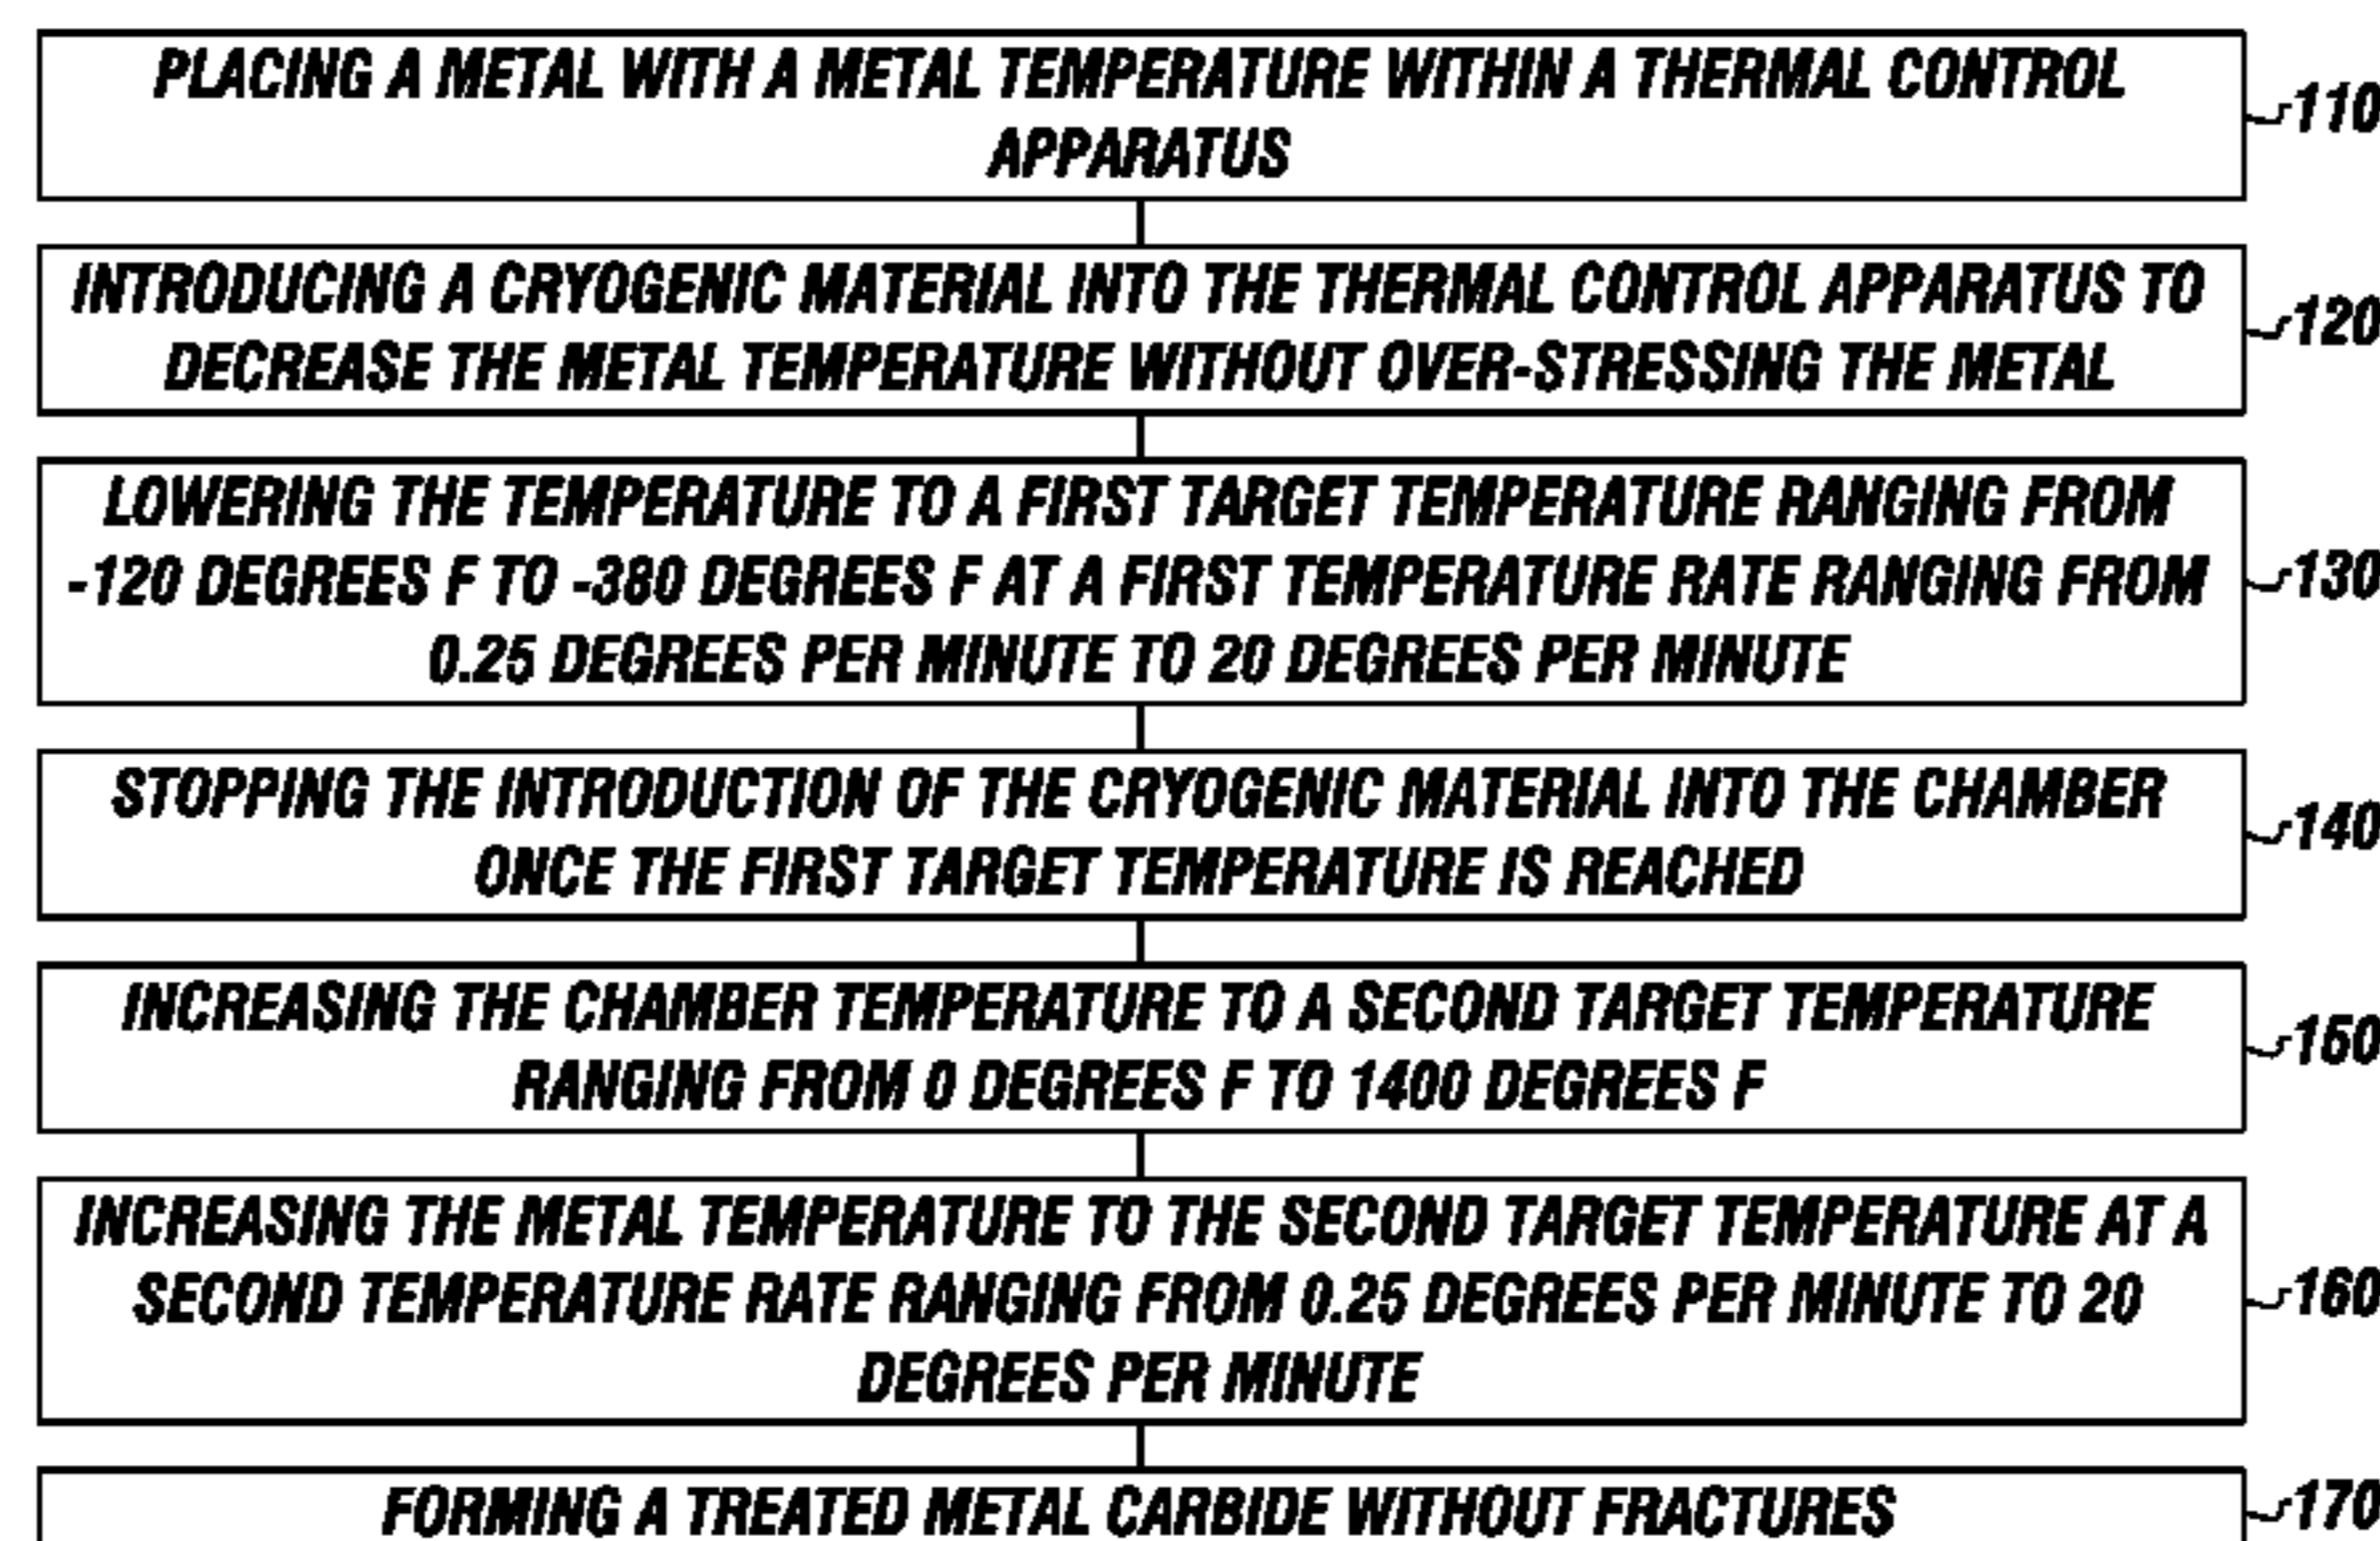 PLACING A METAL WITH A METAL TEMPERATURE WITHIN A THERMAL CONTROL
APPARATUS
110
INTRODUCING A CRYOGENIC MATERIAL INTO THE THERMAL CONTROL APPARATUS TO
DECREASE THE METAL TEMPERATURE WITHOUT OVER-STRESSING THE METAL
120
LOWERING THE TEMPERATURE TO A FIRST TARGET TEMPERATURE RANGING FROM
-120 DEGREES F TO -380 DEGREES F AT A FIRST TEMPERATURE RATE RANGING FROM
0.25 DEGREES PER MINUTE TO 20 DEGREES PER MINUTE
130
STOPPING THE INTRODUCTION OF THE CRYOGENIC MATERIAL INTO THE CHAMBER
ONCE THE FIRST TARGET TEMPERATURE IS REACHED
140
INCREASING THE CHAMBER TEMPERATURE TO A SECOND TARGET TEMPERATURE
RANGING FROM 0 DEGREES F TO 1400 DEGREES F
150
INCREASING THE METAL TEMPERATURE TO THE SECOND TARGET TEMPERATURE AT A
SECOND TEMPERATURE RATE RANGING FROM 0.25 DEGREES PER MINUTE TO 20
DEGREES PER MINUTE
160
FORMING A TREATED METAL CARBIDE WITHOUT FRACTURES
170